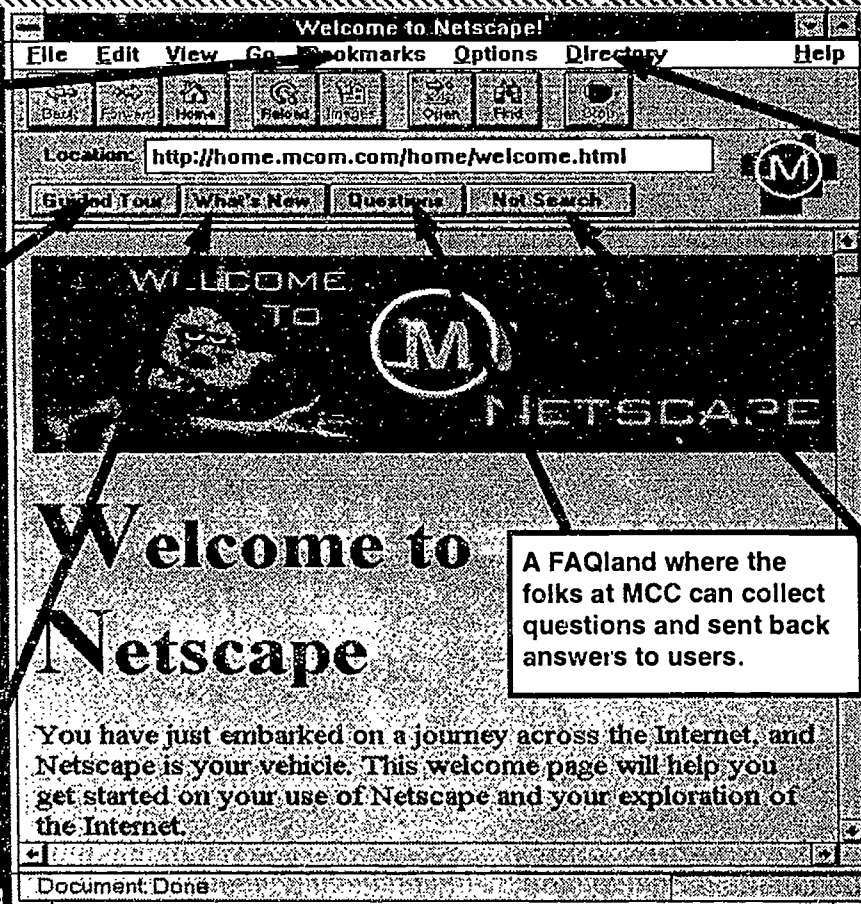 Welcome to Netscape!
File Edit View Go Bookmarks Options Directory Help
Back Forward Home Reload Images Open Find Stop
Location: http://home.mcom.com/home/welcome.html
Guided Tour What's New Questions Net Search
WELCOME
TO
M
M
NETSCAPE
Welcome to
Netscape
A FAQland where the
folks at MCC can collect
questions and sent back
answers to users.
You have just embarked on a journey across the Internet, and
Netscape is your vehicle. This welcome page will help you
get started on your use of Netscape and your exploration of
the Internet.
Document: Done